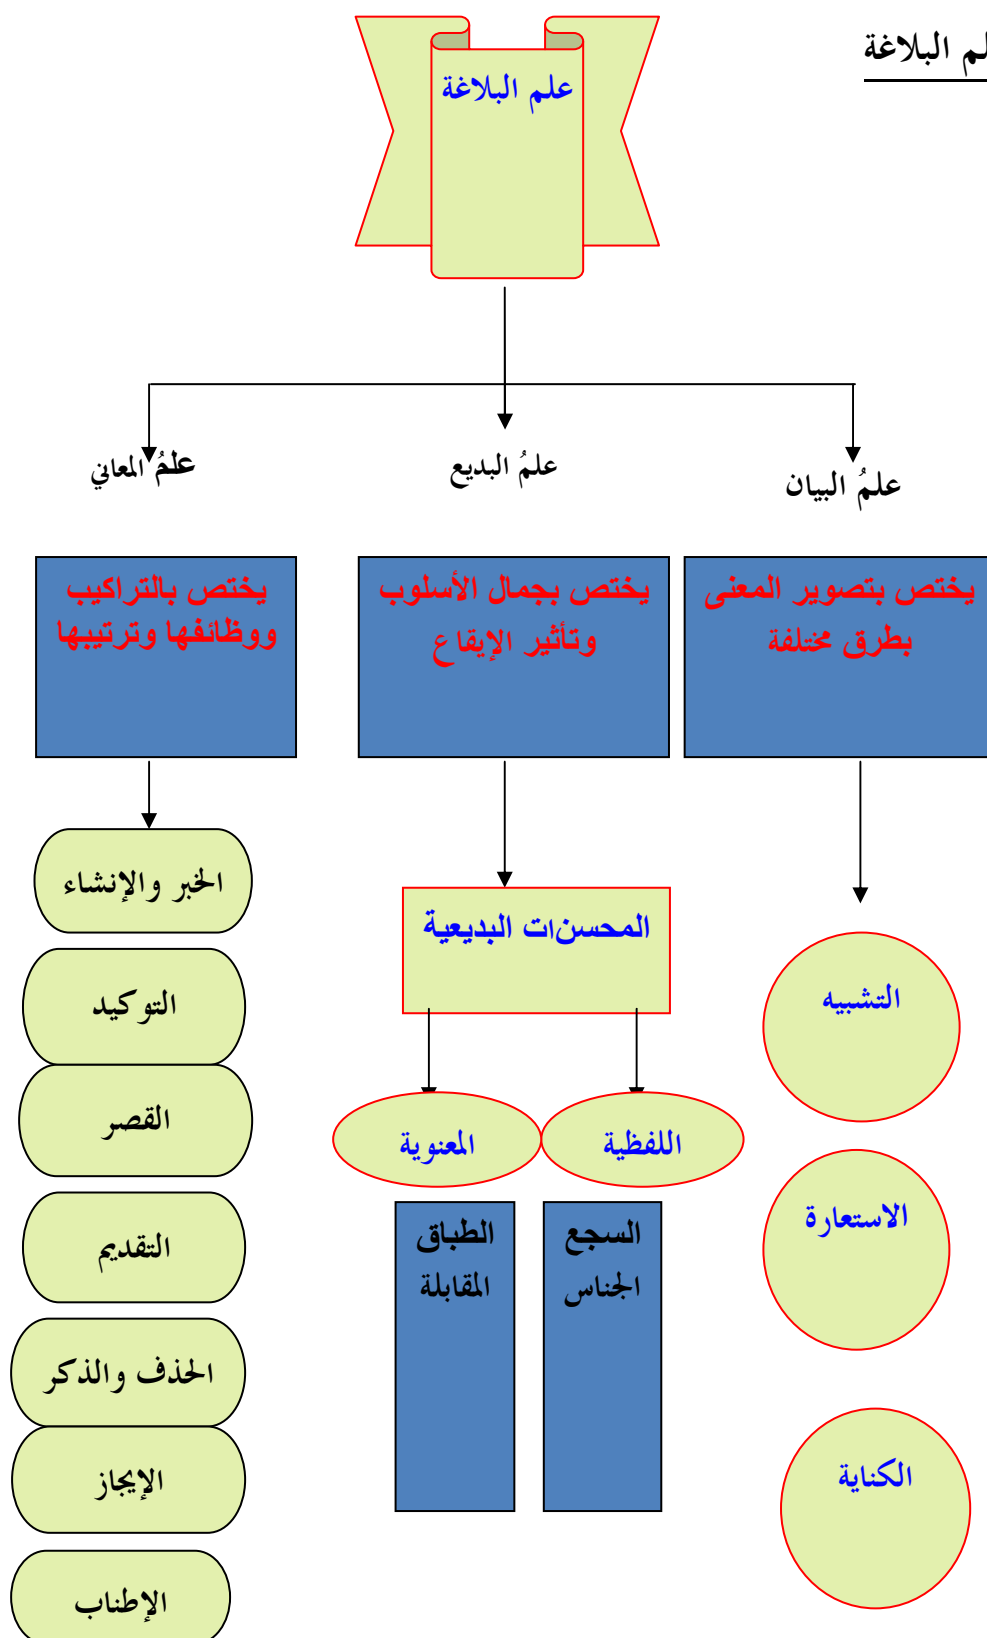 لم البلاغة
علم البلاغة
علمُ البيان
علمُ البديع
علمُ المعاني
يختص بتصوير المعنى
بطرق مختلفة
يختص بجمال الأسلوب
وتأثير الإيقاع
يختص بالتراكيب
ووظائفها وترتيبها
التشبيه
الاستعارة
الكناية
المحسنات البديعية
اللفظية
المعنوية
السجع
الجناس
الطباق
المقابلة
الخبر والإنشاء
التوكيد
القصر
التقديم
الحذف والذكر
الإيجاز
الإطناب